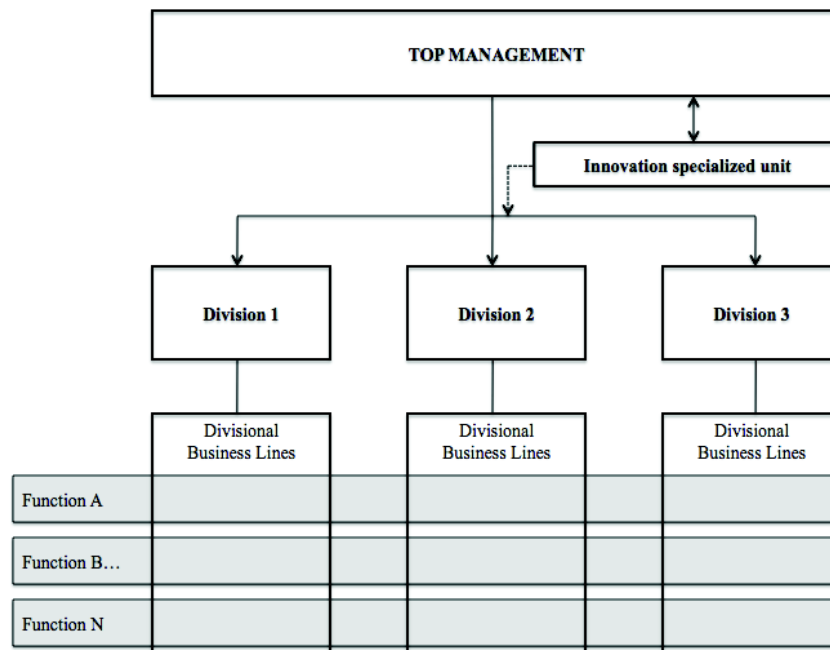 TOP MANAGEMENT
Innovation specialized unit
Division 1
Division 2
Division 3
Divisional
Business Lines
Divisional
Business Lines
Divisional
Business Lines
Function A
Function B…
Function N